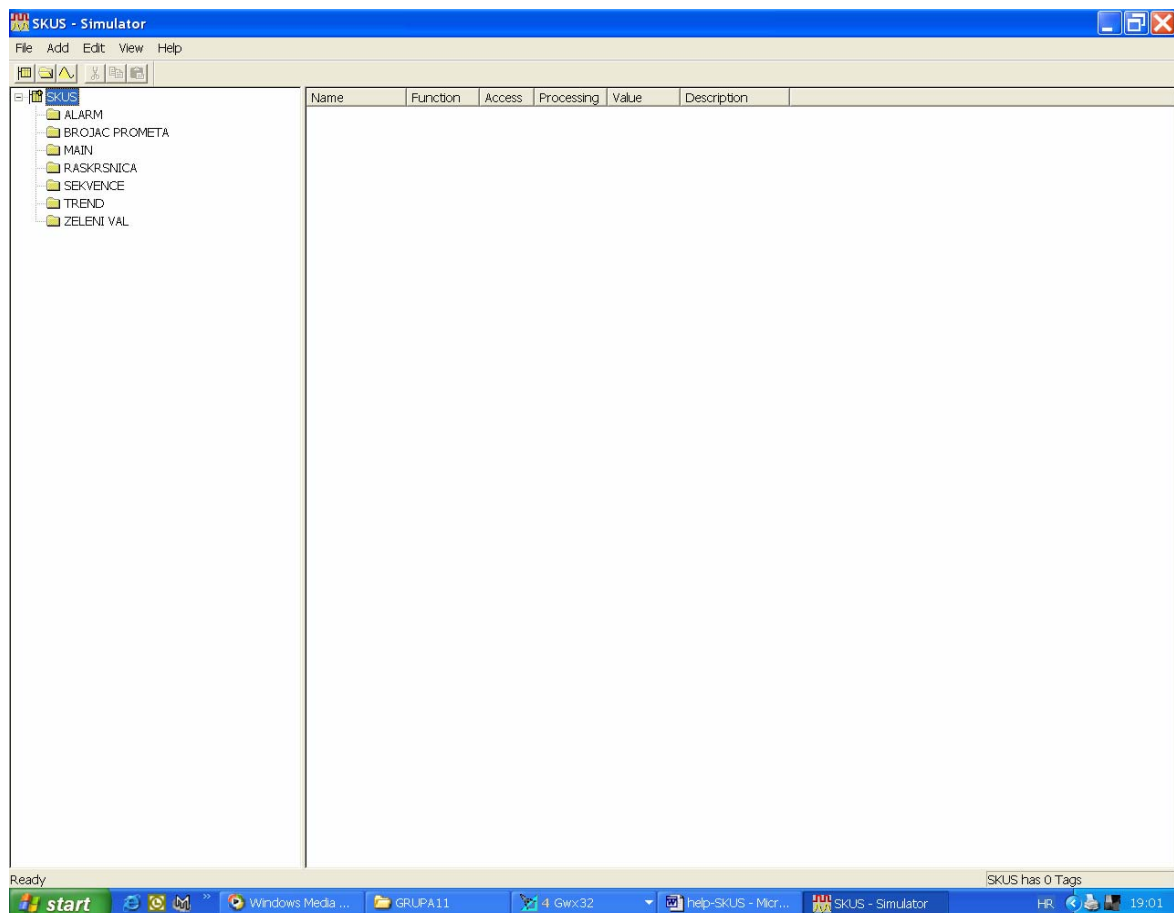 SKUS - Simulator
File Add Edit View Help
SKUS
ALARM
BROJAC PROMETA
MAIN
RASKRSNICA
SEKVENCE
TREND
ZELENI VAL
Name Function Access Processing Value Description
Ready
SKUS has 0 Tags
start » Windows Media ... GRUPA11 4 Gwx32 help-SKUS - Micr... SKUS - Simulator HR 19:01